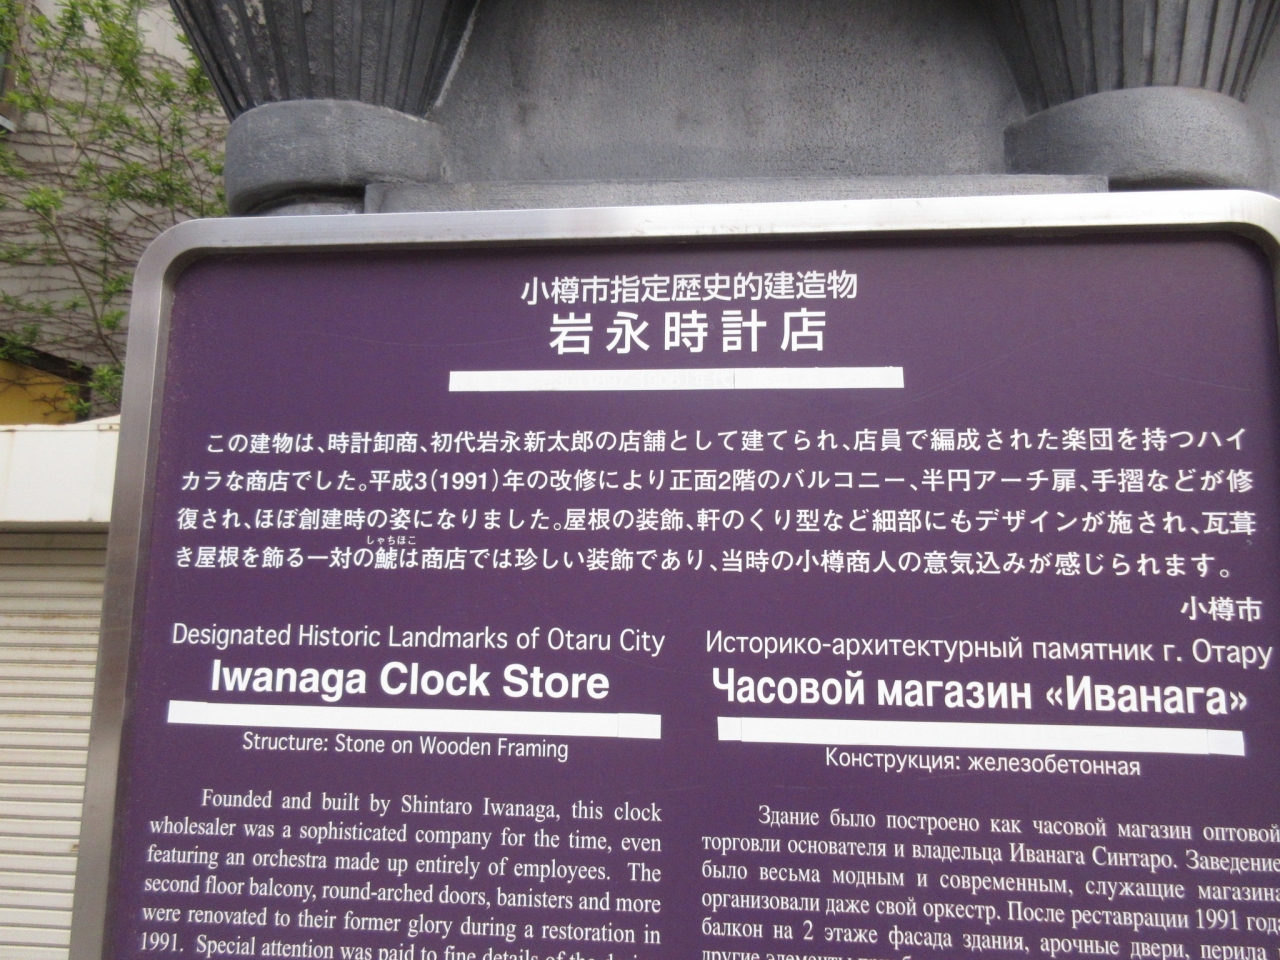 小樽市指定歴史的建造物
岩永時計店
この建物は、時計卸商、初代岩永新太郎の店舗として建てられ、店員で編成された楽団を持つハイ
カラな商店でした。平成3(1991)年の改修により正面2階のバルコニー、半円アーチ扉、手摺などが修
復され、ほぼ創建時の姿になりました。屋根の装飾、軒のくり型など細部にもデザインが施され、瓦葺
しゃちほこ
き屋根を飾る一対の鯱は商店では珍しい装飾であり、当時の小樽商人の意気込みが感じられます。
小樽市
Designated Historic Landmarks of Otaru City
Iwanaga Clock Store
Structure: Stone on Wooden Framing
Founded and built by Shintaro Iwanaga, this clock
wholesaler was a sophisticated company for the time, even
featuring an orchestra made up entirely of employees. The
second floor balcony, round-arched doors, banisters and more
were renovated to their former glory during a restoration in
1991. Special attention was paid to fine details of the
Историко-архитектурный памятник г. Отару
Часовой магазин «Иванага»
Конструкция: железобетонная
Здание было построено как часовой магазин оптовой
торговли основателя и владельца Иванага Синтаро. Заведение
было весьма модным и современным, служащие магазина
организовали даже свой оркестр. После реставрации 1991 года
балкон на 2 этаже фасада здания, арочные двери, перила
другие элементы